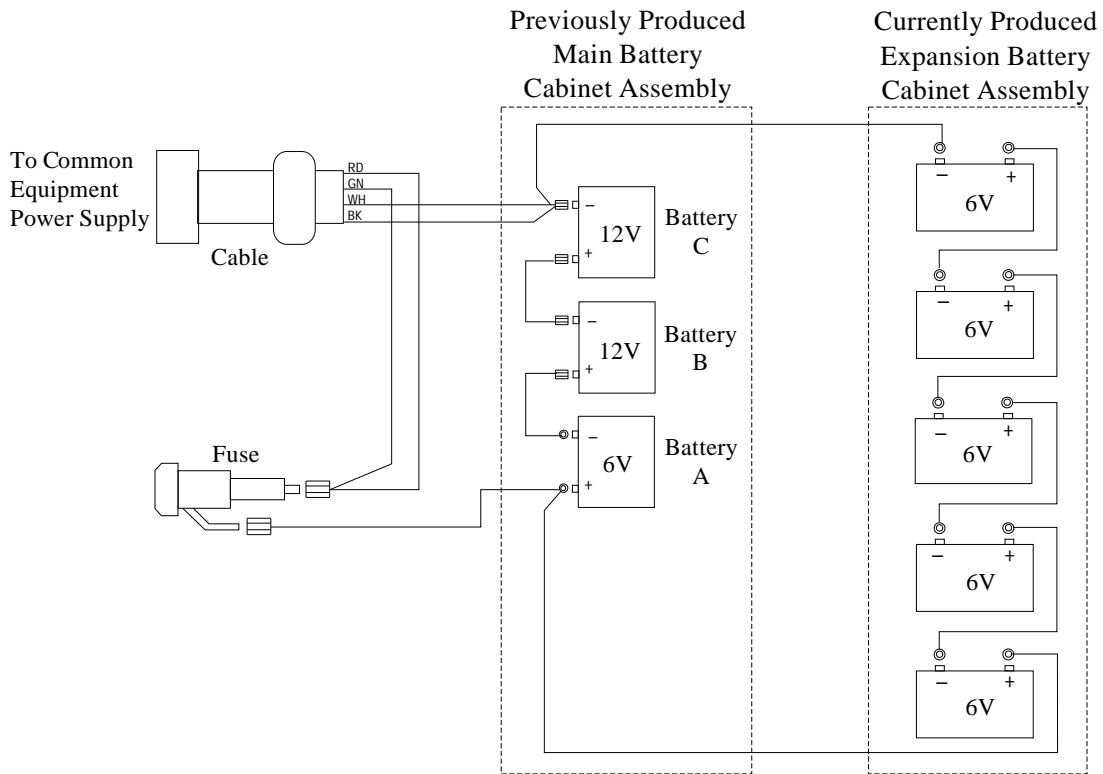 Previously Produced
Main Battery
Cabinet Assembly
Currently Produced
Expansion Battery
Cabinet Assembly
To Common
Equipment
Power Supply
Cable
RD
GN
WH
BK
–
12V
+
Battery
C
–
12V
+
Battery
B
–
6V
+
Battery
A
Fuse
– +
6V
– +
6V
– +
6V
– +
6V
– +
6V